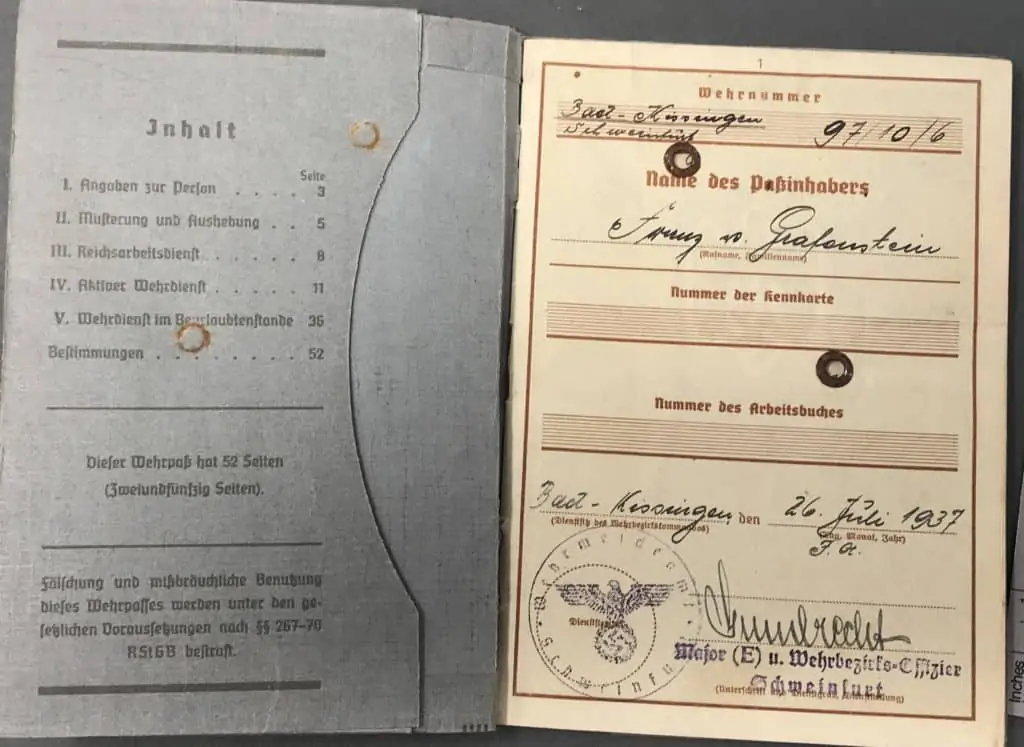 Inhalt
Seite
I. Angaben zur Person . . . . 3
II. Musterung und Aushebung . . 5
III. Reichsarbeitsdienst . . . . . 8
IV. Aktiver Wehrdienst . . . . . 11
V. Wehrdienst im Beurlaubtenstande 36
Bestimmungen . . . . . . . . 52
Dieser Wehrpaß hat 52 Seiten
(Zweiundfünfzig Seiten).
Fälschung und mißbräuchliche Benutzung
dieses Wehrpasses werden unter den ge-
setzlichen Voraussetzungen nach §§ 267-70
RStGB bestraft.
1
Wehrnummer
Bad-Kissingen
Schweinfurt 97/10/6
Name des Paßinhabers
Franz v. Grafenstein
(Rufname, Familienname)
Nummer der Kennkarte
Nummer des Arbeitsbuches
Bad-Kissingen, den 26. Juli 1937
(Dienstsitz des Wehrbezirkskommandos) (Tag, Monat, Jahr)
Wehrmeldeamt
Schweinfurt
Major (E) u. Wehrbezirks-Offizier
Schweinfurt
(Unterschrift und Dienstgrad, Dienststellung)